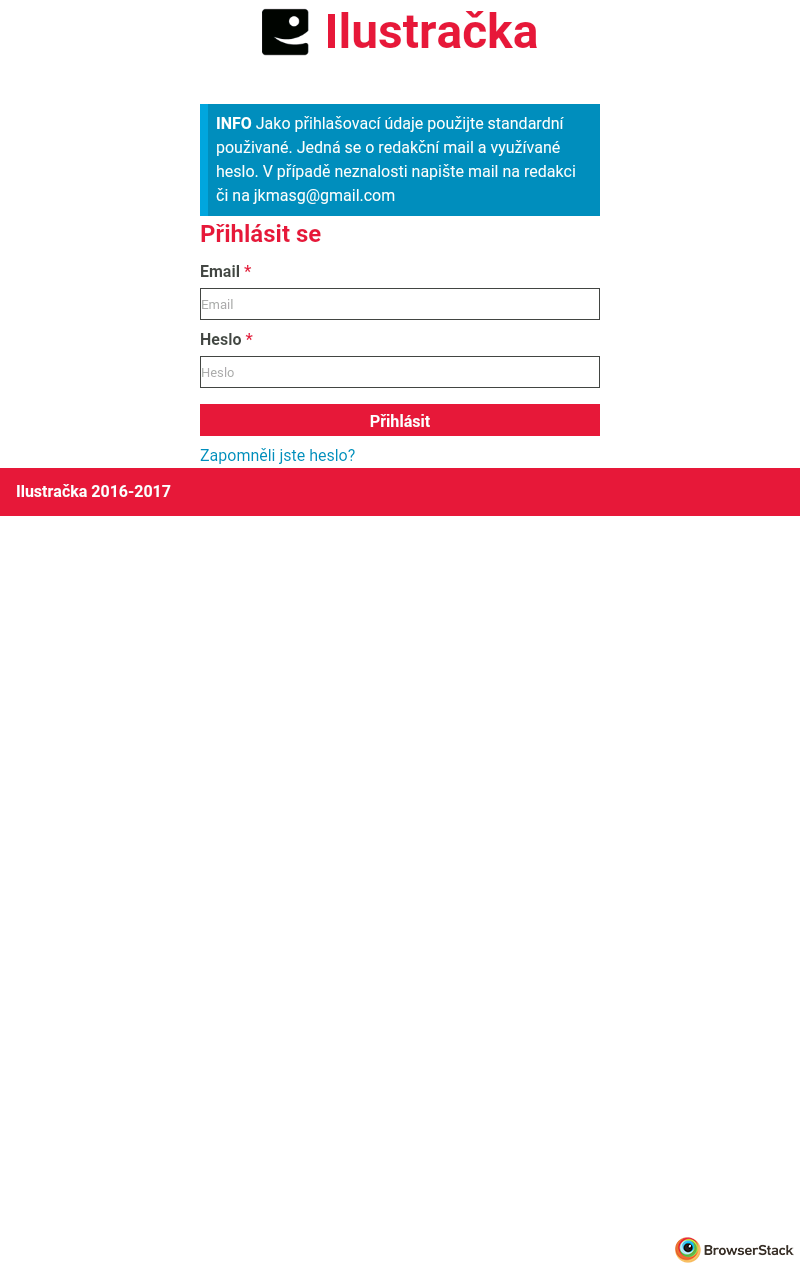 Ilustračka
INFO Jako přihlašovací údaje použijte standardní
použivané. Jedná se o redakční mail a využívané
heslo. V případě neznalosti napište mail na redakci
či na jkmasg@gmail.com
Přihlásit se
Email *
Email
Heslo *
Heslo
Přihlásit
Zapomněli jste heslo?
Ilustračka 2016-2017
BrowserStack